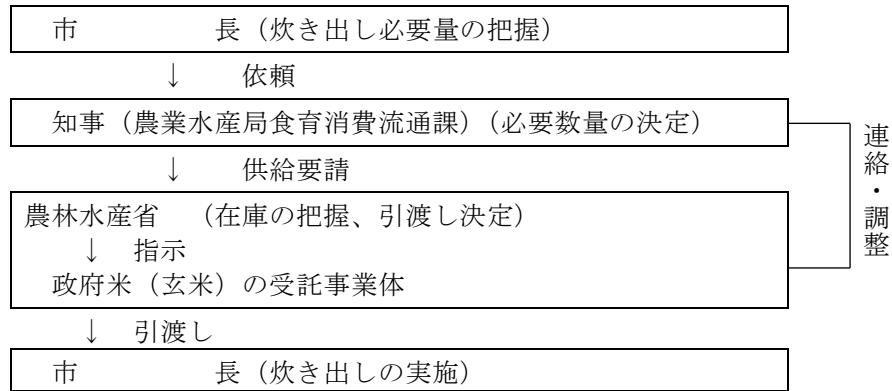 市　　　　　長（炊き出し必要量の把握）
↓　　依頼
知事（農業水産局食育消費流通課）（必要数量の決定）
↓　　供給要請
農林水産省　（在庫の把握、引渡し決定）
↓　指示
政府米（玄米）の受託事業体
↓　引渡し
市　　　　　長（炊き出しの実施）
連絡・調整